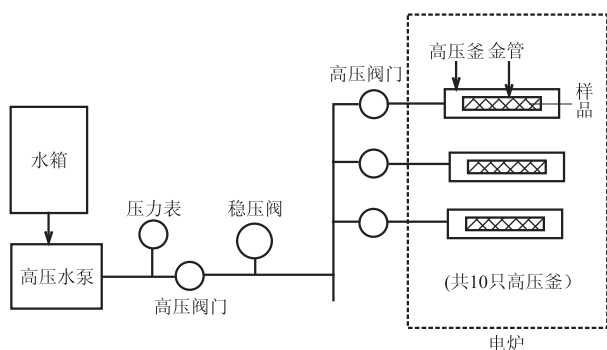 高压釜 金管
高压阀门
样
品
水箱
压力表
稳压阀
高压水泵
高压阀门
(共10只高压釜）
电炉